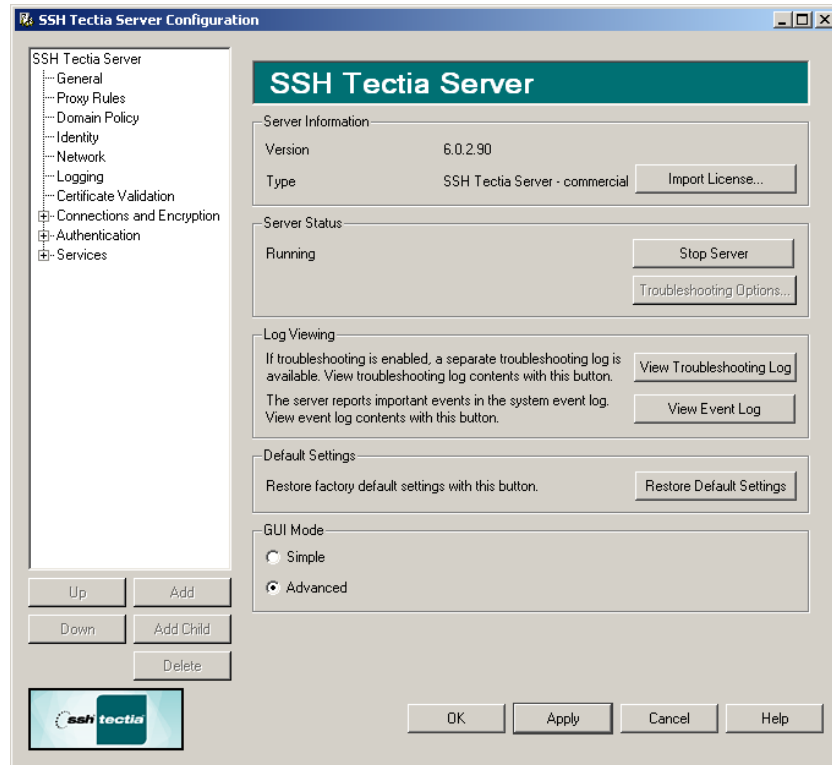 SSH Tectia Server Configuration
SSH Tectia Server
General
Proxy Rules
Domain Policy
Identity
Network
Logging
Certificate Validation
Connections and Encryption
Authentication
Services
Up
Add
Down
Add Child
Delete
ssh tectia
SSH Tectia Server
Server Information
Version 6.0.2.90
Type SSH Tectia Server - commercial Import License...
Server Status
Running Stop Server
Troubleshooting Options...
Log Viewing
If troubleshooting is enabled, a separate troubleshooting log is
available. View troubleshooting log contents with this button.
View Troubleshooting Log
The server reports important events in the system event log.
View event log contents with this button.
View Event Log
Default Settings
Restore factory default settings with this button. Restore Default Settings
GUI Mode
Simple
Advanced
OK Apply Cancel Help